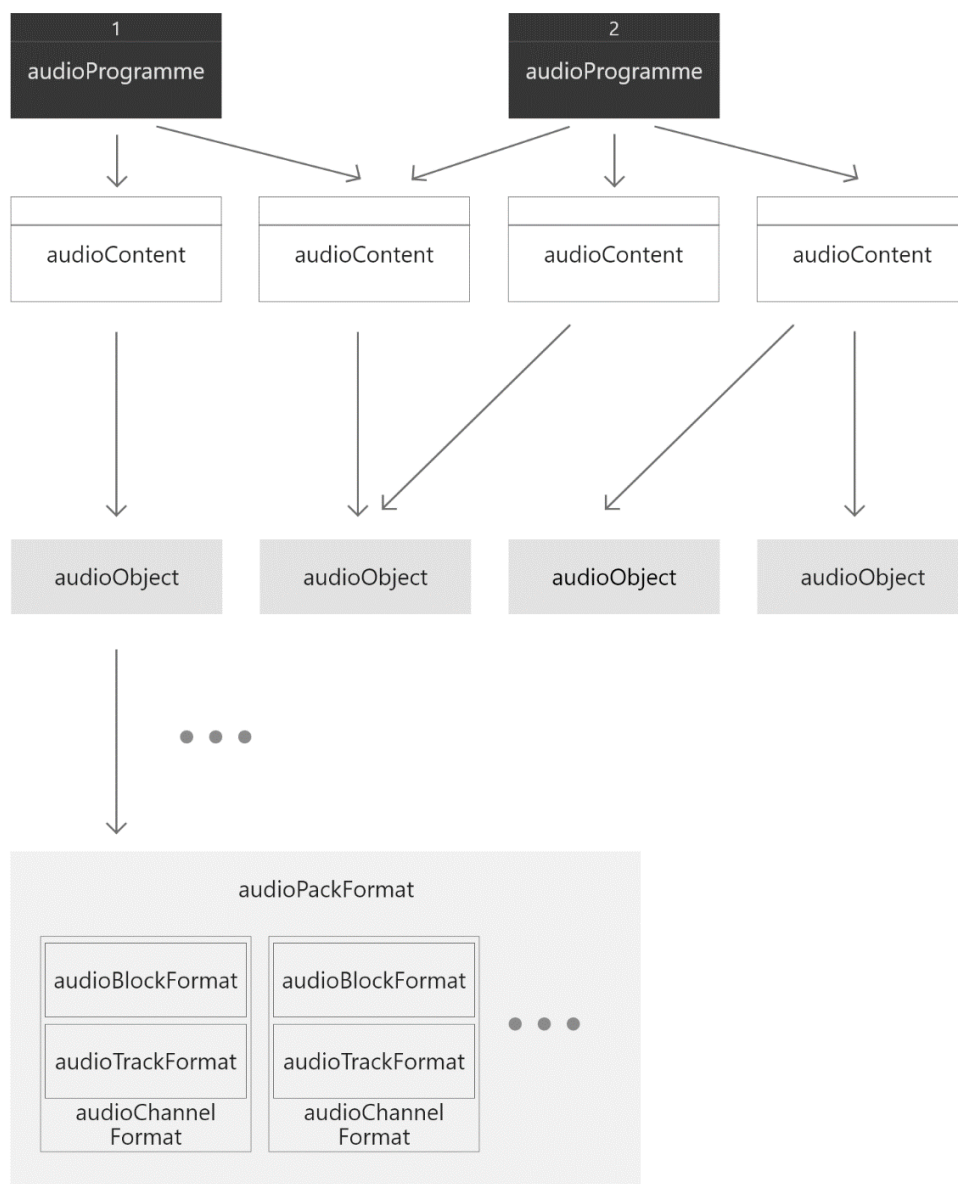 1
audioProgramme
2
audioProgramme
audioContent
audioContent
audioContent
audioContent
audioObject
audioObject
audioObject
audioObject
audioPackFormat
audioBlockFormat
audioTrackFormat
audioChannel
Format
audioBlockFormat
audioTrackFormat
audioChannel
Format